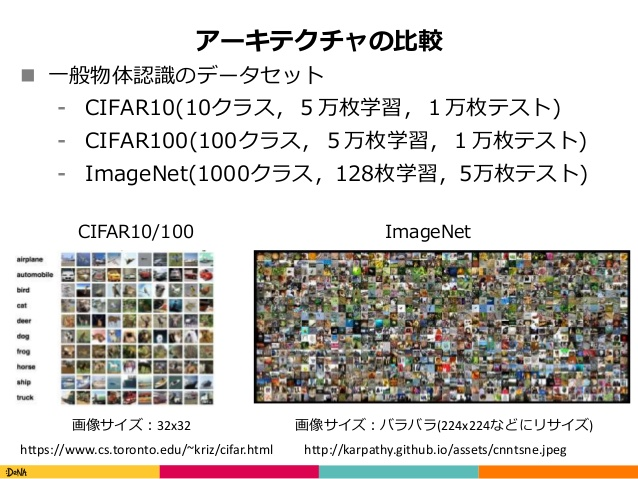 アーキテクチャの比較
■ 一般物体認識のデータセット
- CIFAR10(10クラス，５万枚学習，１万枚テスト)
- CIFAR100(100クラス，５万枚学習，１万枚テスト)
- ImageNet(1000クラス，128枚学習，5万枚テスト)
CIFAR10/100
ImageNet
airplane
automobile
bird
cat
deer
dog
frog
horse
ship
truck
画像サイズ：32x32
画像サイズ：バラバラ(224x224などにリサイズ)
https://www.cs.toronto.edu/~kriz/cifar.html
http://karpathy.github.io/assets/cnntsne.jpeg
:DeNA